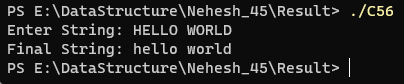 PS E:\DataStructure\Nehesh_45\Result> ./C56
Enter String: HELLO WORLD
Final String: hello world
PS E:\DataStructure\Nehesh_45\Result>